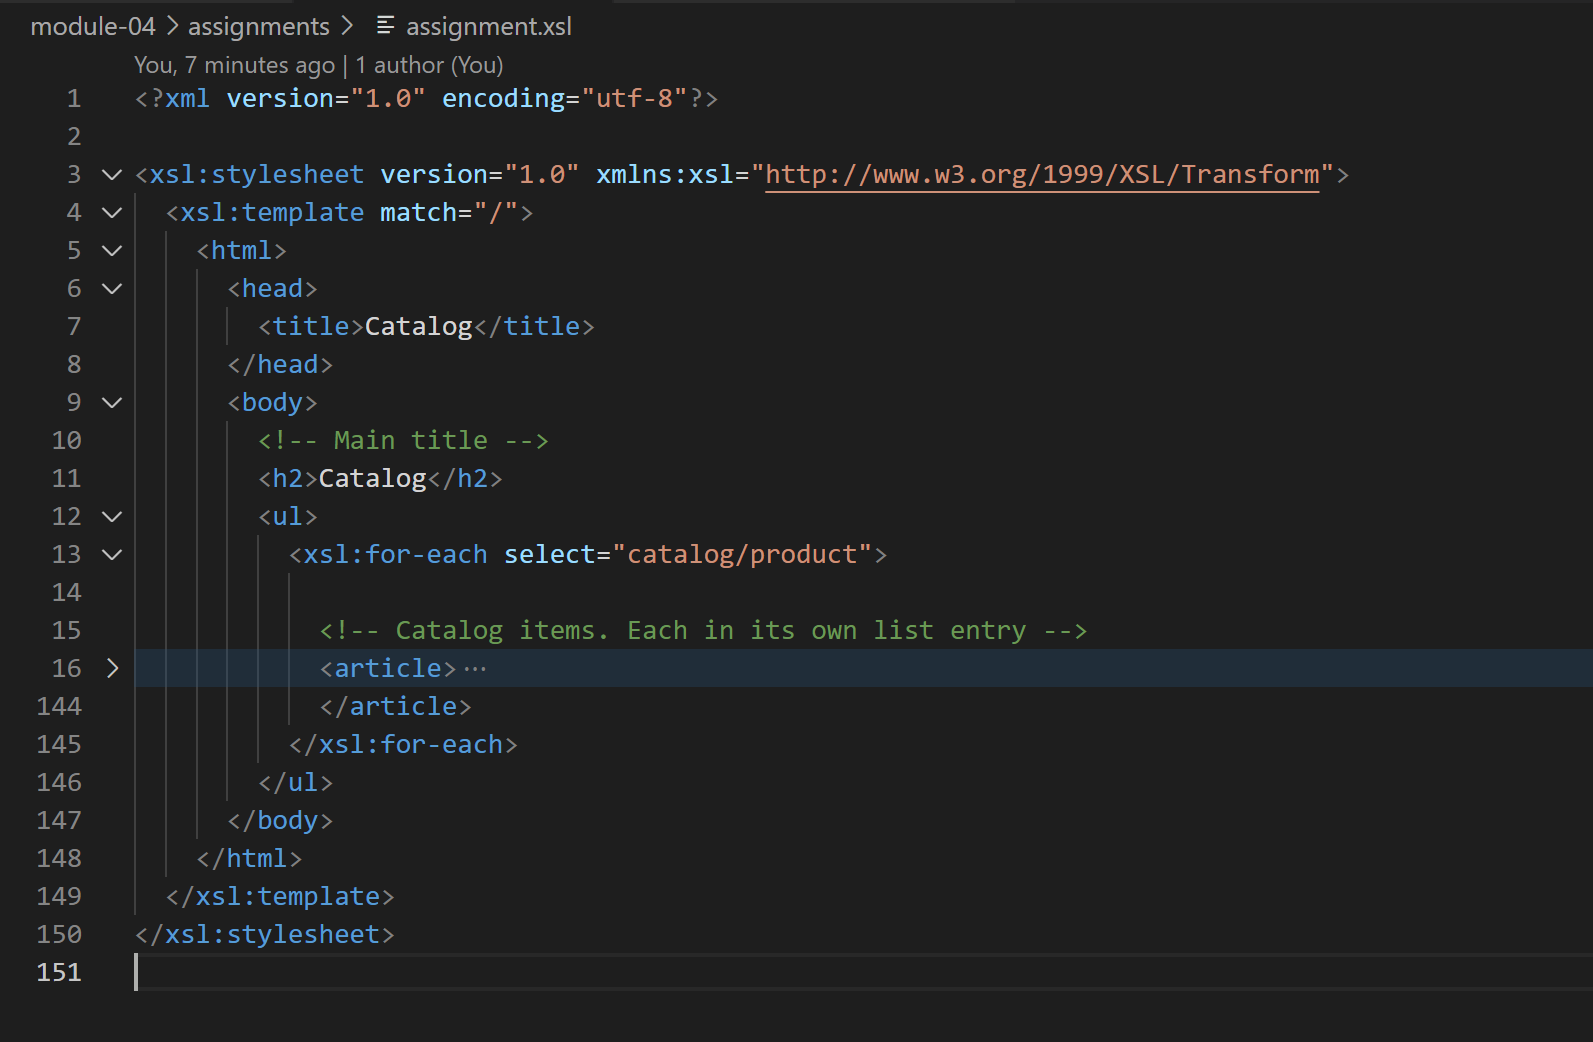 module-04 > assignments > assignment.xsl
You, 7 minutes ago | 1 author (You)
1 <?xml version="1.0" encoding="utf-8"?>
2
3 <xsl:stylesheet version="1.0" xmlns:xsl="http://www.w3.org/1999/XSL/Transform">
4 <xsl:template match="/">
5 <html>
6 <head>
7 <title>Catalog</title>
8 </head>
9 <body>
10 <!-- Main title -->
11 <h2>Catalog</h2>
12 <ul>
13 <xsl:for-each select="catalog/product">
14
15 <!-- Catalog items. Each in its own list entry -->
16 <article>⋯
144 </article>
145 </xsl:for-each>
146 </ul>
147 </body>
148 </html>
149 </xsl:template>
150 </xsl:stylesheet>
151